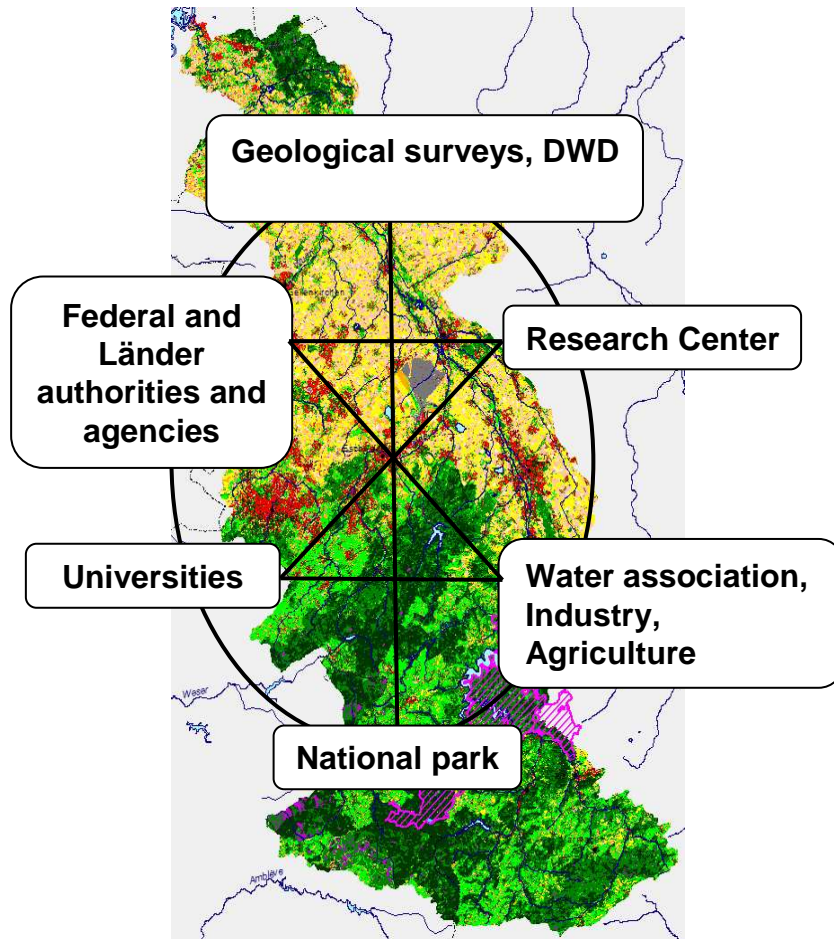 Geological surveys, DWD
Federal and
Länder
authorities and
agencies
Research Center
Universities
Water association,
Industry,
Agriculture
Weser
National park
Amblève